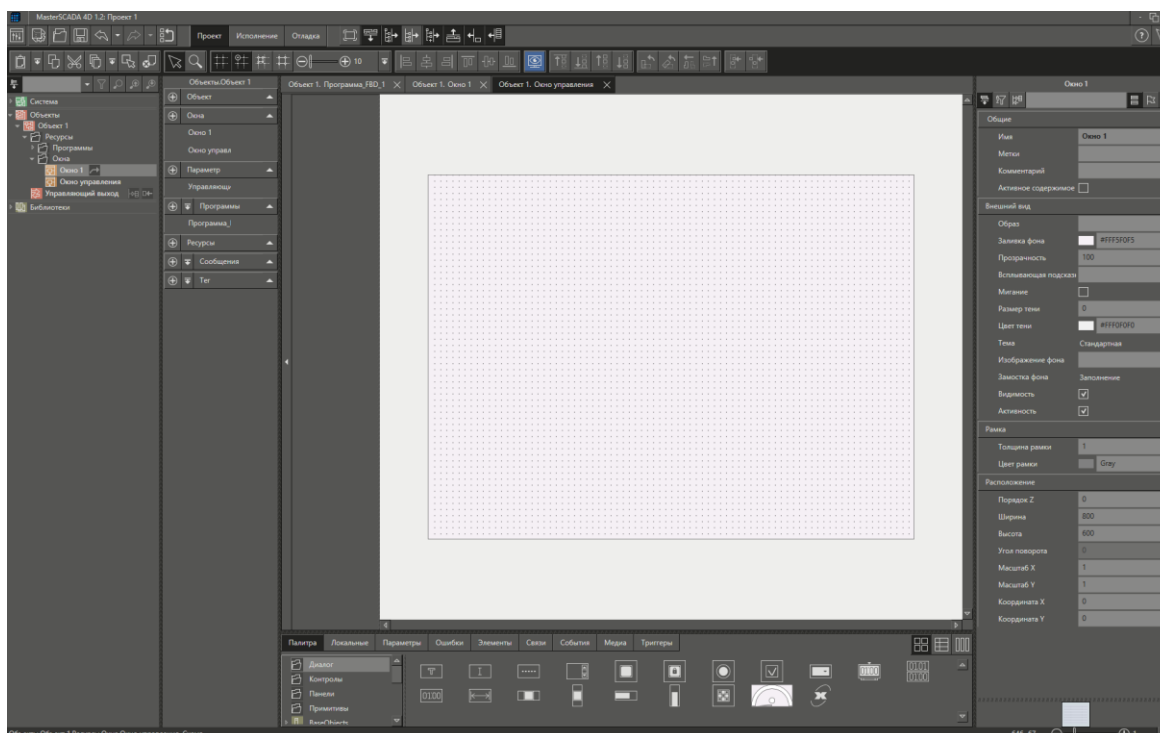 MasterSCADA 4D 1.2: Проект 1
Проект Исполнение Отладка
10
Объекты:Объект 1
Объект 1. Программа_FBD_1 Объект 1. Окно 1 Объект 1. Окно управления
Окно 1
Система
Объекты
Объект 1
Ресурсы
Программы
Окна
Окно 1
Окно управления
Управляющий выход
Библиотеки
Объект
Окна
Окно 1
Окно управл
Параметр
Управляющи
Программы
Программа_
Ресурсы
Сообщения
Тег
Общие
Имя Окно 1
Метки
Комментарий
Активное содержимое
Внешний вид
Образ
Заливка фона #FFF5F0F5
Прозрачность 100
Всплывающая подсказ
Мигание
Размер тени 0
Цвет тени #FFF0F0F0
Тема Стандартная
Изображение фона
Замостка фона Заполнение
Видимость
Активность
Рамка
Толщина рамки 1
Цвет рамки Gray
Расположение
Порядок Z 0
Ширина 800
Высота 600
Угол поворота 0
Масштаб X 1
Масштаб Y 1
Координата X 0
Координата Y 0
Палитра Локальные Параметры Ошибки Элементы Связи События Медиа Триггеры
Диалог
Контролы
Панели
Примитивы
BaseObjects